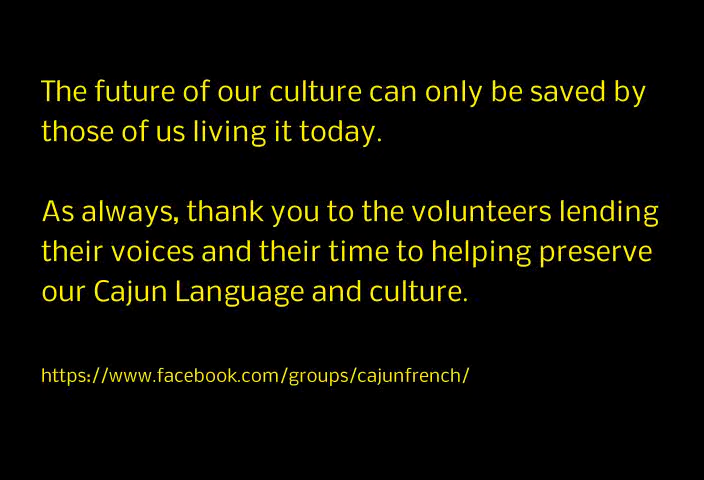 The future of our culture can only be saved by
those of us living it today.
As always, thank you to the volunteers lending
their voices and their time to helping preserve
our Cajun Language and culture.
https://www.facebook.com/groups/cajunfrench/